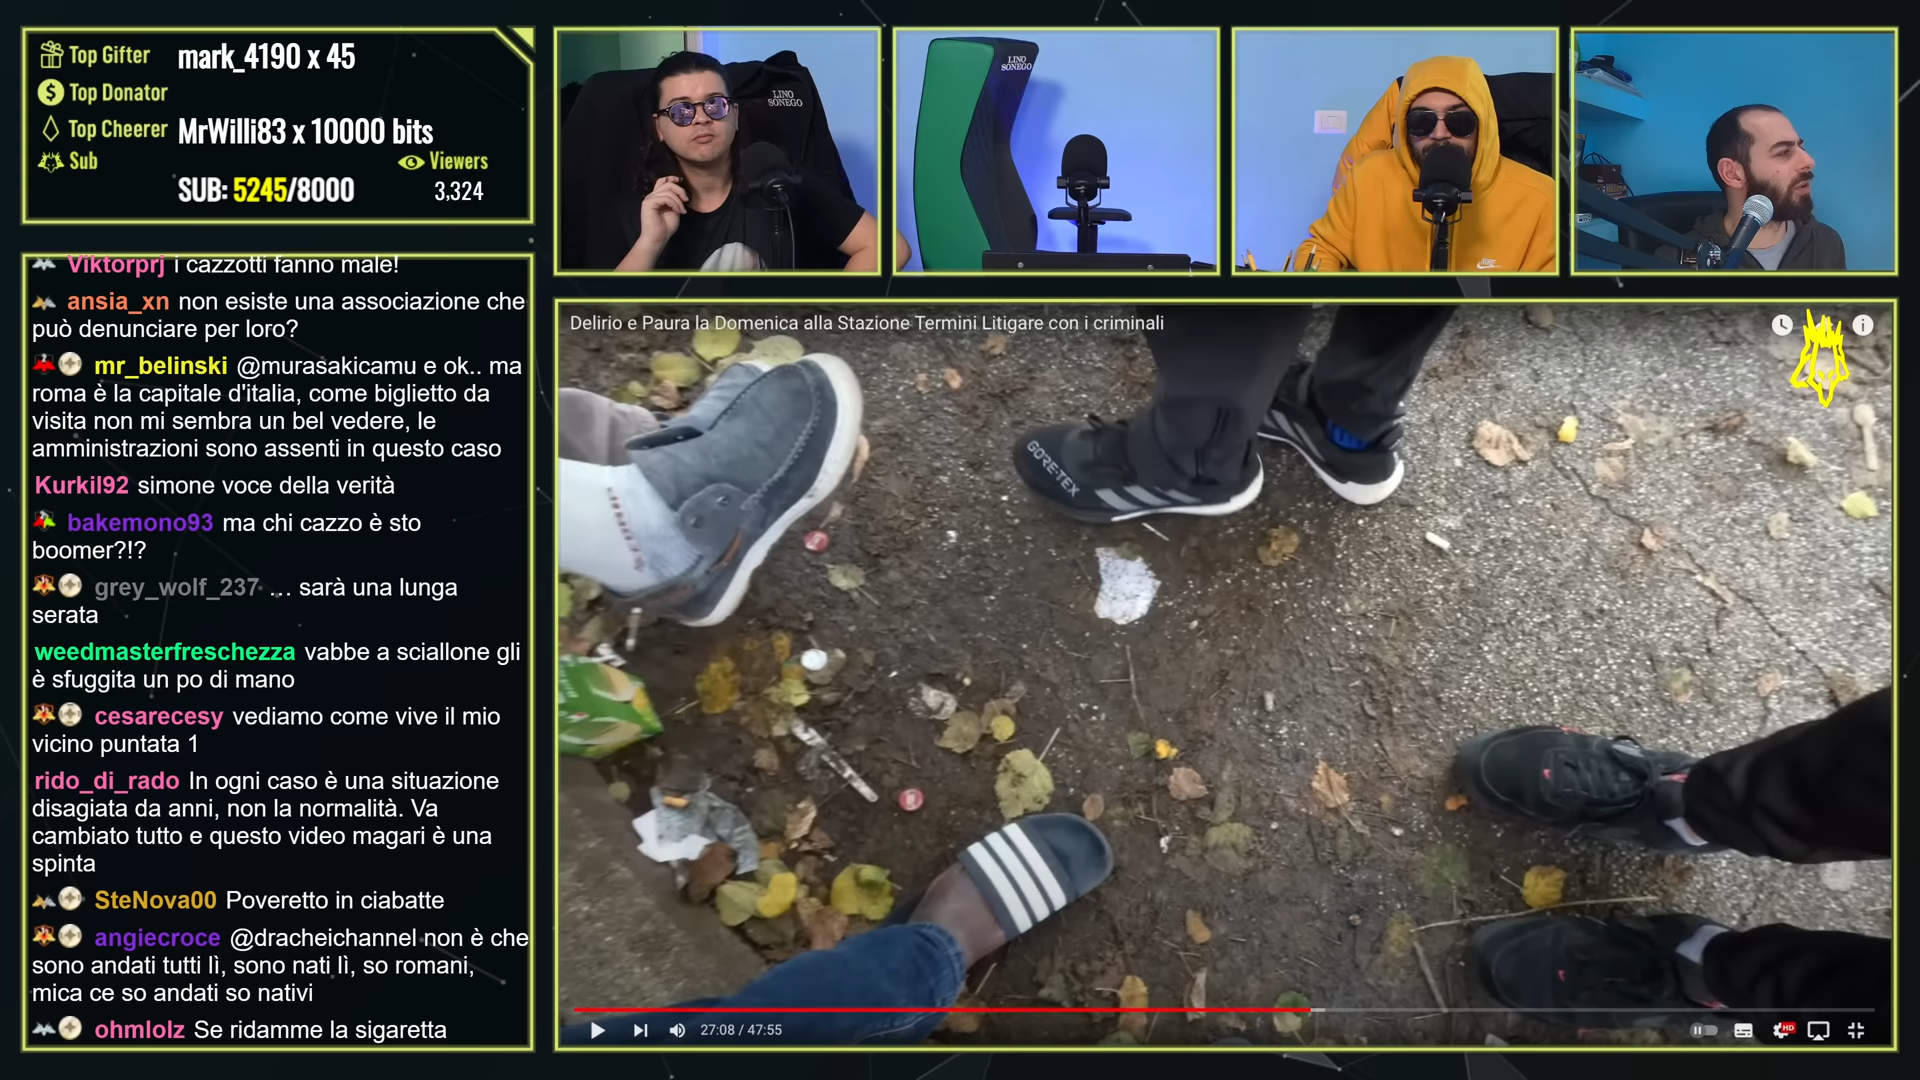 Top Gifter mark_4190 x 45
Top Donator
Top Cheerer MrWilli83 x 10000 bits
Sub
Viewers
SUB: 5245/8000
3,324
Viktorprj i cazzotti fanno male!
ansia_xn non esiste una associazione che
può denunciare per loro?
mr_belinski @murasakicamu e ok.. ma
roma è la capitale d'italia, come biglietto da
visita non mi sembra un bel vedere, le
amministrazioni sono assenti in questo caso
Kurkil92 simone voce della verità
bakemono93 ma chi cazzo è sto
boomer?!?
grey_wolf_237 ... sarà una lunga
serata
weedmasterfreschezza vabbe a sciallone gli
è sfuggita un po di mano
cesarecesy vediamo come vive il mio
vicino puntata 1
rido_di_rado In ogni caso è una situazione
disagiata da anni, non la normalità. Va
cambiato tutto e questo video magari è una
spinta
SteNova00 Poveretto in ciabatte
angiecroce @dracheichannel non è che
sono andati tutti lì, sono nati lì, so romani,
mica ce so andati so nativi
ohmlolz Se ridamme la sigaretta
LINO
SONEGO
LINO
SONEGO
NIKE
Delirio e Paura la Domenica alla Stazione Termini Litigare con i criminali
GORE-TEX
27:08 / 47:55
HD